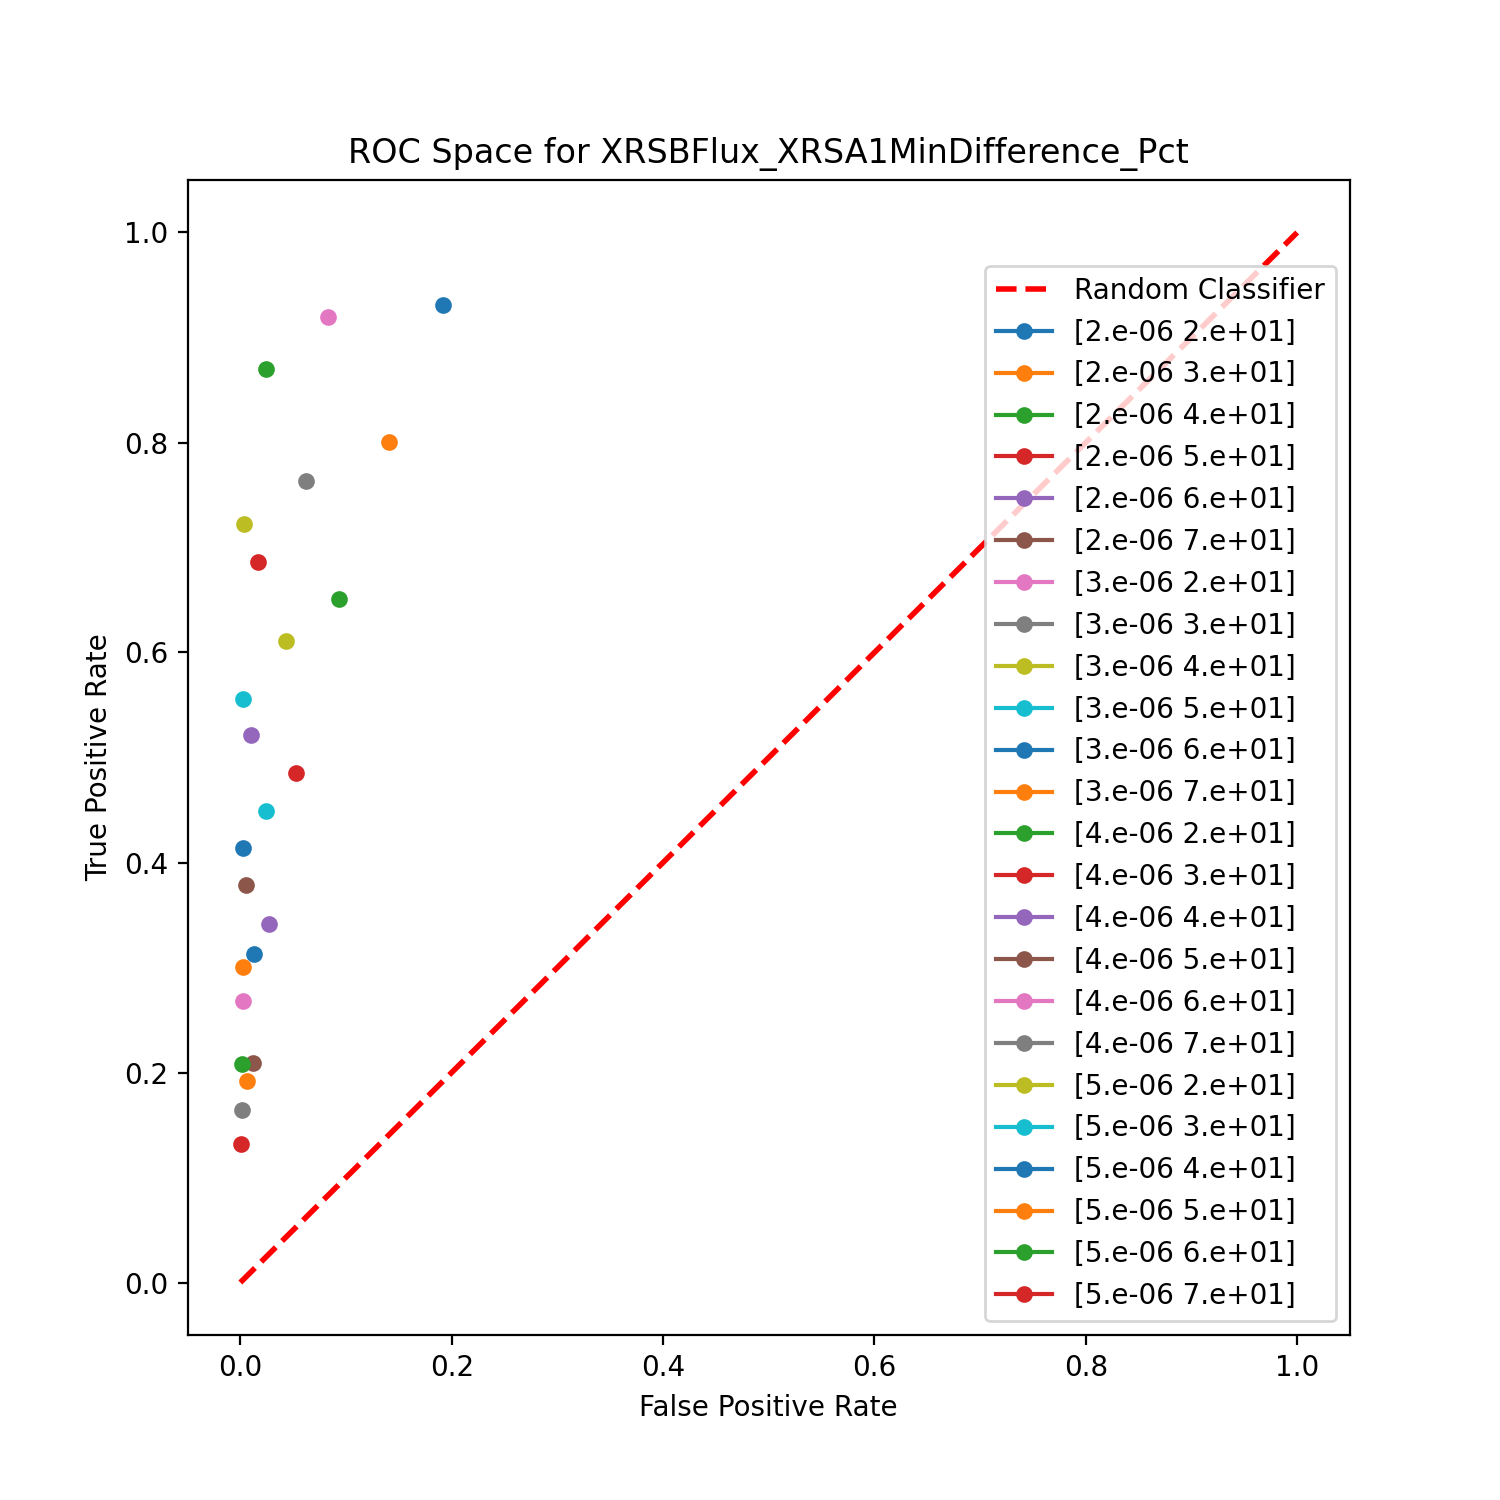 ROC Space for XRSBFlux_XRSA1MinDifference_Pct
1.0
0.8
0.6
0.4
0.2
0.0
True Positive Rate
0.0 0.2 0.4 0.6 0.8 1.0
False Positive Rate
Random Classifier
[2.e-06 2.e+01]
[2.e-06 3.e+01]
[2.e-06 4.e+01]
[2.e-06 5.e+01]
[2.e-06 6.e+01]
[2.e-06 7.e+01]
[3.e-06 2.e+01]
[3.e-06 3.e+01]
[3.e-06 4.e+01]
[3.e-06 5.e+01]
[3.e-06 6.e+01]
[3.e-06 7.e+01]
[4.e-06 2.e+01]
[4.e-06 3.e+01]
[4.e-06 4.e+01]
[4.e-06 5.e+01]
[4.e-06 6.e+01]
[4.e-06 7.e+01]
[5.e-06 2.e+01]
[5.e-06 3.e+01]
[5.e-06 4.e+01]
[5.e-06 5.e+01]
[5.e-06 6.e+01]
[5.e-06 7.e+01]